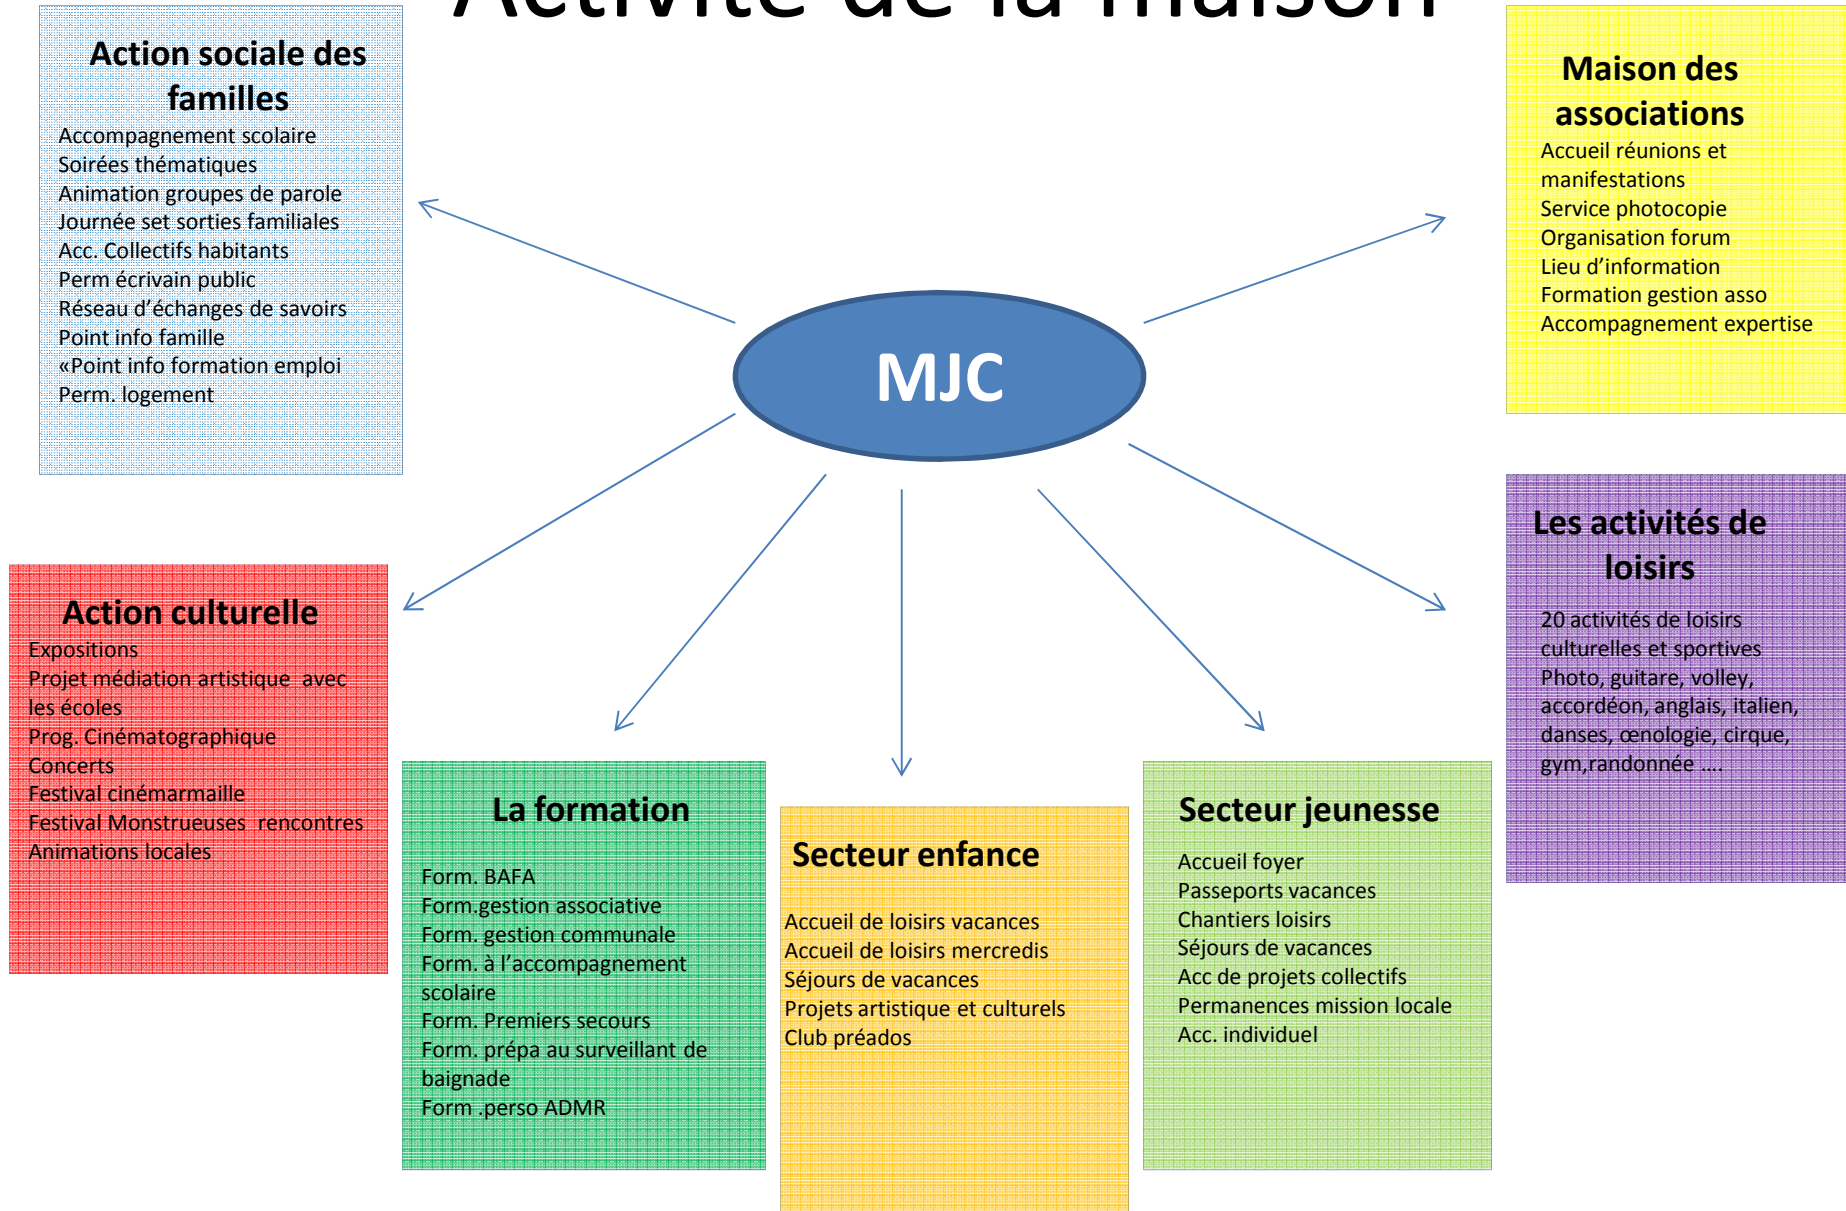 Activité de la maison
Action sociale des
familles
Accompagnement scolaire
Soirées thématiques
Animation groupes de parole
Journée set sorties familiales
Acc. Collectifs habitants
Perm écrivain public
Réseau d’échanges de savoirs
Point info famille
«Point info formation emploi
Perm. logement
Maison des
associations
Accueil réunions et
manifestations
Service photocopie
Organisation forum
Lieu d’information
Formation gestion asso
Accompagnement expertise
MJC
Les activités de
loisirs
20 activités de loisirs
culturelles et sportives
Photo, guitare, volley,
accordéon, anglais, italien,
danses, œnologie, cirque,
gym,randonnée ....
Action culturelle
Expositions
Projet médiation artistique  avec
les écoles
Prog. Cinématographique
Concerts
Festival cinémarmaille
Festival Monstrueuses  rencontres
Animations locales
La formation
Form. BAFA
Form.gestion associative
Form. gestion communale
Form. à l’accompagnement
scolaire
Form. Premiers secours
Form. prépa au surveillant de
baignade
Form .perso ADMR
Secteur enfance
Accueil de loisirs vacances
Accueil de loisirs mercredis
Séjours de vacances
Projets artistique et culturels
Club préados
Secteur jeunesse
Accueil foyer
Passeports vacances
Chantiers loisirs
Séjours de vacances
Acc de projets collectifs
Permanences mission locale
Acc. individuel